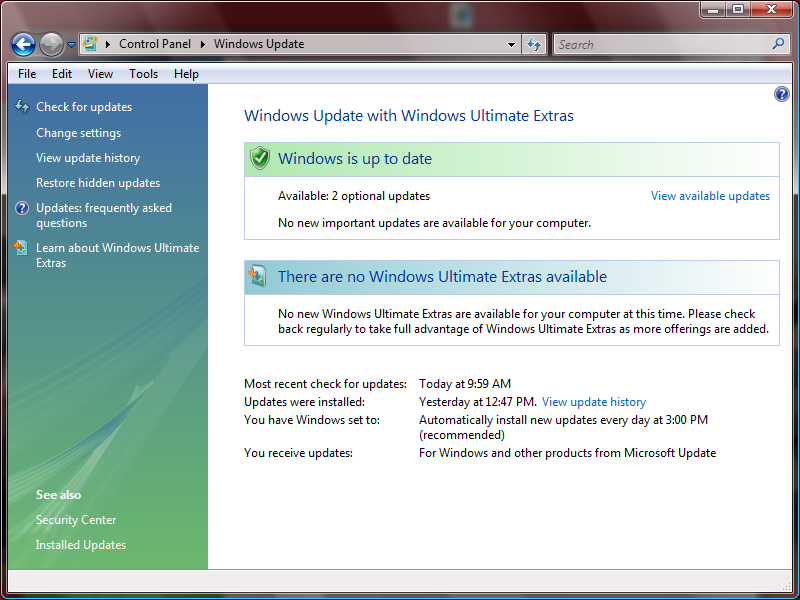 Control Panel
Windows Update
Search
File Edit View Tools Help
Check for updates
Change settings
View update history
Restore hidden updates
Updates: frequently asked
questions
Learn about Windows Ultimate
Extras
See also
Security Center
Installed Updates
Windows Update with Windows Ultimate Extras
Windows is up to date
Available: 2 optional updates View available updates
No new important updates are available for your computer.
There are no Windows Ultimate Extras available
No new Windows Ultimate Extras are available for your computer at this time. Please check
back regularly to take full advantage of Windows Ultimate Extras as more offerings are added.
Most recent check for updates: Today at 9:59 AM
Updates were installed: Yesterday at 12:47 PM. View update history
You have Windows set to: Automatically install new updates every day at 3:00 PM
(recommended)
You receive updates: For Windows and other products from Microsoft Update